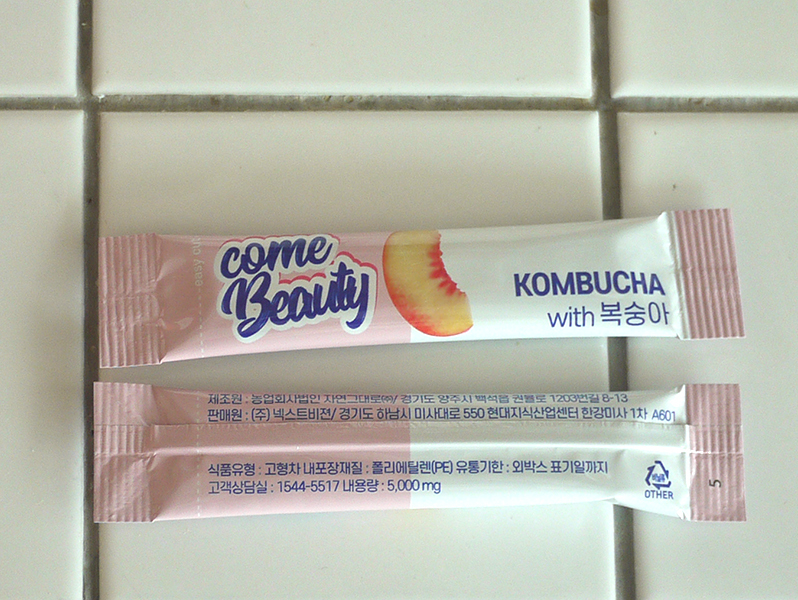 easy cut
come
Beauty
KOMBUCHA
with 복숭아
제조원 : 농업회사법인 자연그대로㈜/ 경기도 양주시 백석읍 권율로 1203번길 8-13
판매원 : (주) 넥스트비전/ 경기도 하남시 미사대로 550 현대지식산업센터 한강미사 1차 A601
식품유형 : 고형차 내포장재질 : 폴리에틸렌(PE) 유통기한 : 외박스 표기일까지
고객상담실 : 1544-5517 내용량 : 5,000 mg
비닐류
OTHER
5